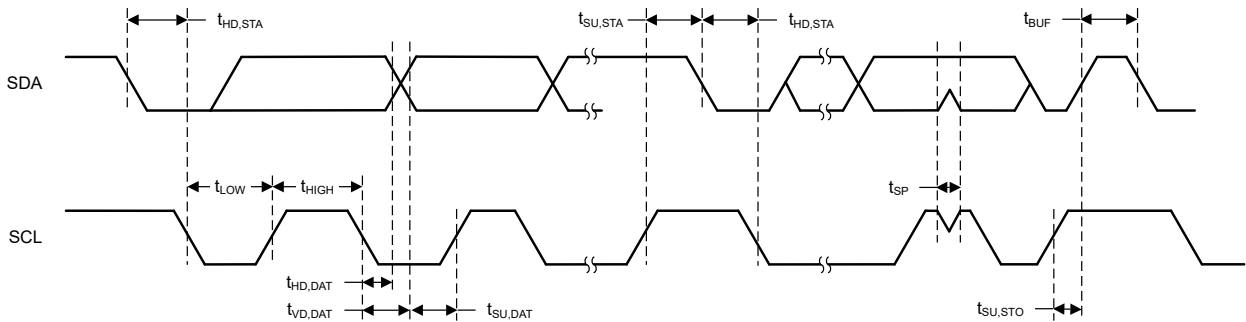 tHD,STA
tSU,STA
tHD,STA
tBUF
SDA
tLOW
tHIGH
tSP
SCL
tHD,DAT
tVD,DAT
tSU,DAT
tSU,STO